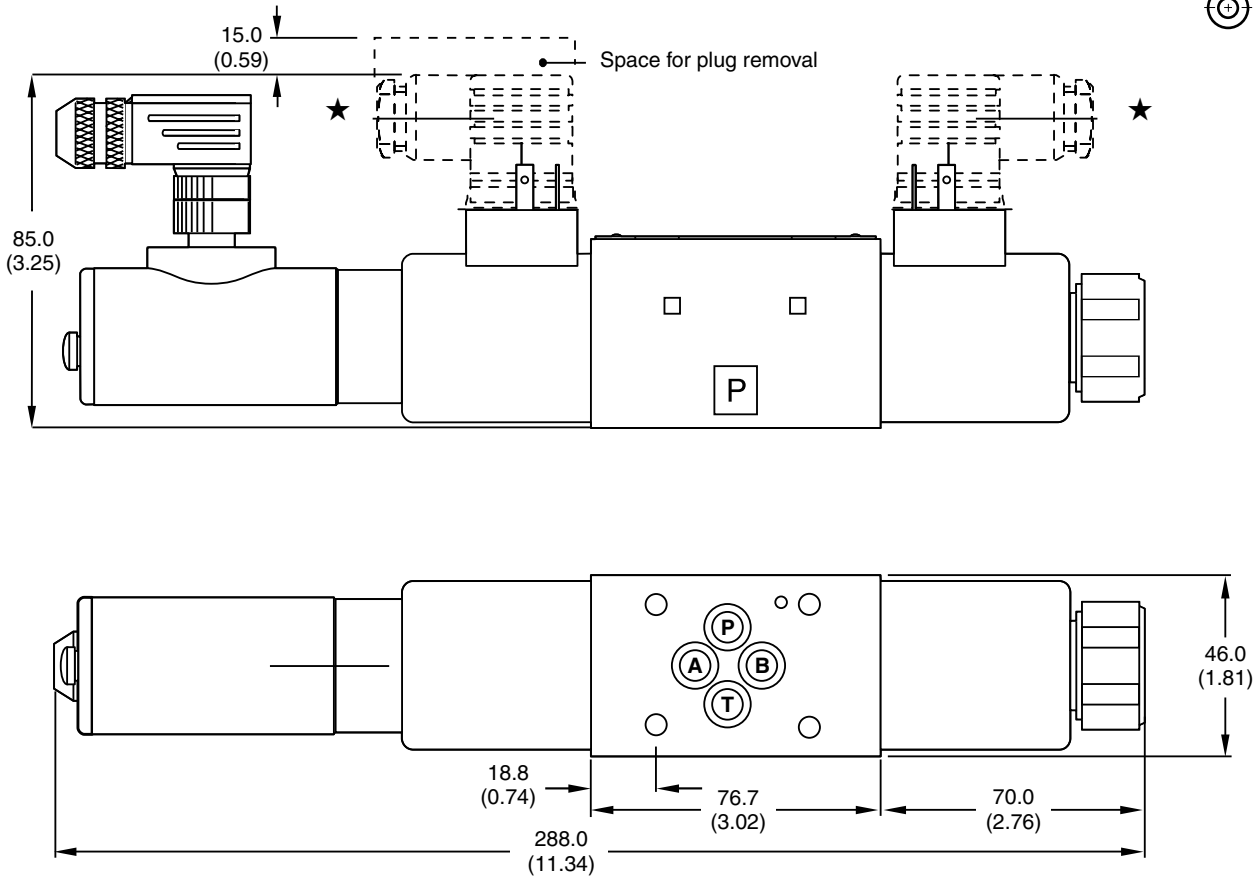 15.0
(0.59)
Space for plug removal
★
★
85.0
(3.25)
P
P
A
B
T
46.0
(1.81)
18.8
(0.74)
76.7
(3.02)
70.0
(2.76)
288.0
(11.34)